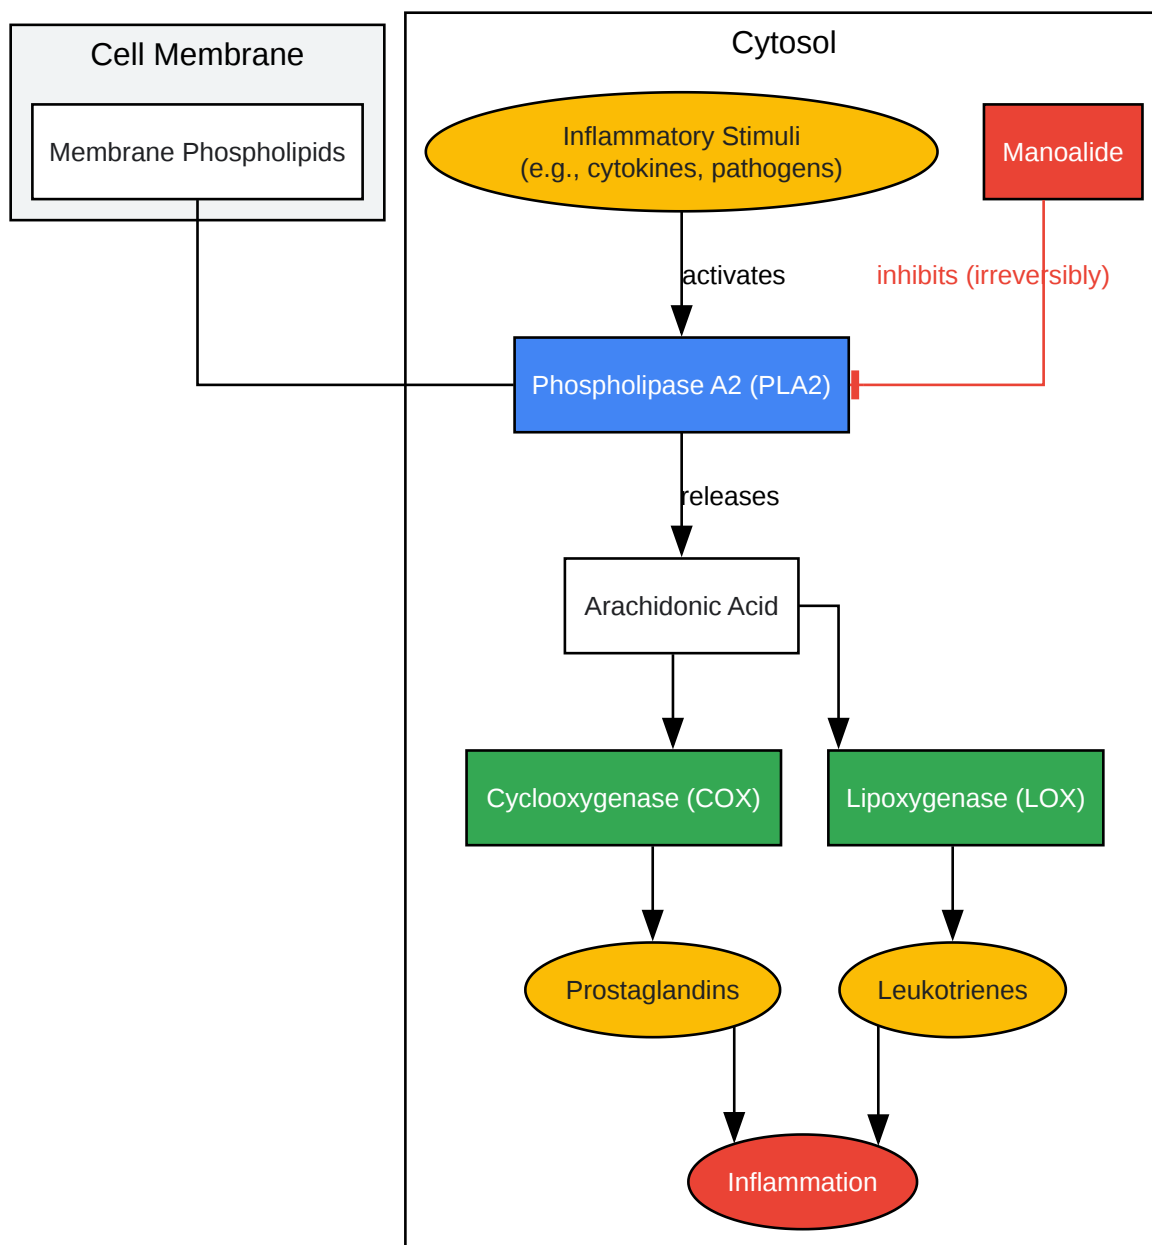 Cell Membrane
Cytosol
Membrane Phospholipids
Inflammatory Stimuli
(e.g., cytokines, pathogens)
Manoalide
activates
inhibits (irreversibly)
Phospholipase A2 (PLA2)
releases
Arachidonic Acid
Cyclooxygenase (COX)
Lipoxygenase (LOX)
Prostaglandins
Leukotrienes
Inflammation